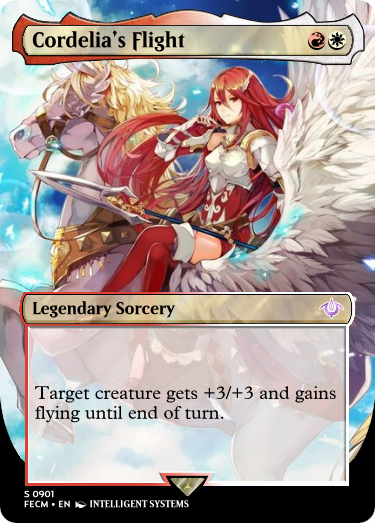 Cordelia's Flight
Legendary Sorcery
Target creature gets +3/+3 and gains
flying until end of turn.
S 0901
FECM • EN INTELLIGENT SYSTEMS